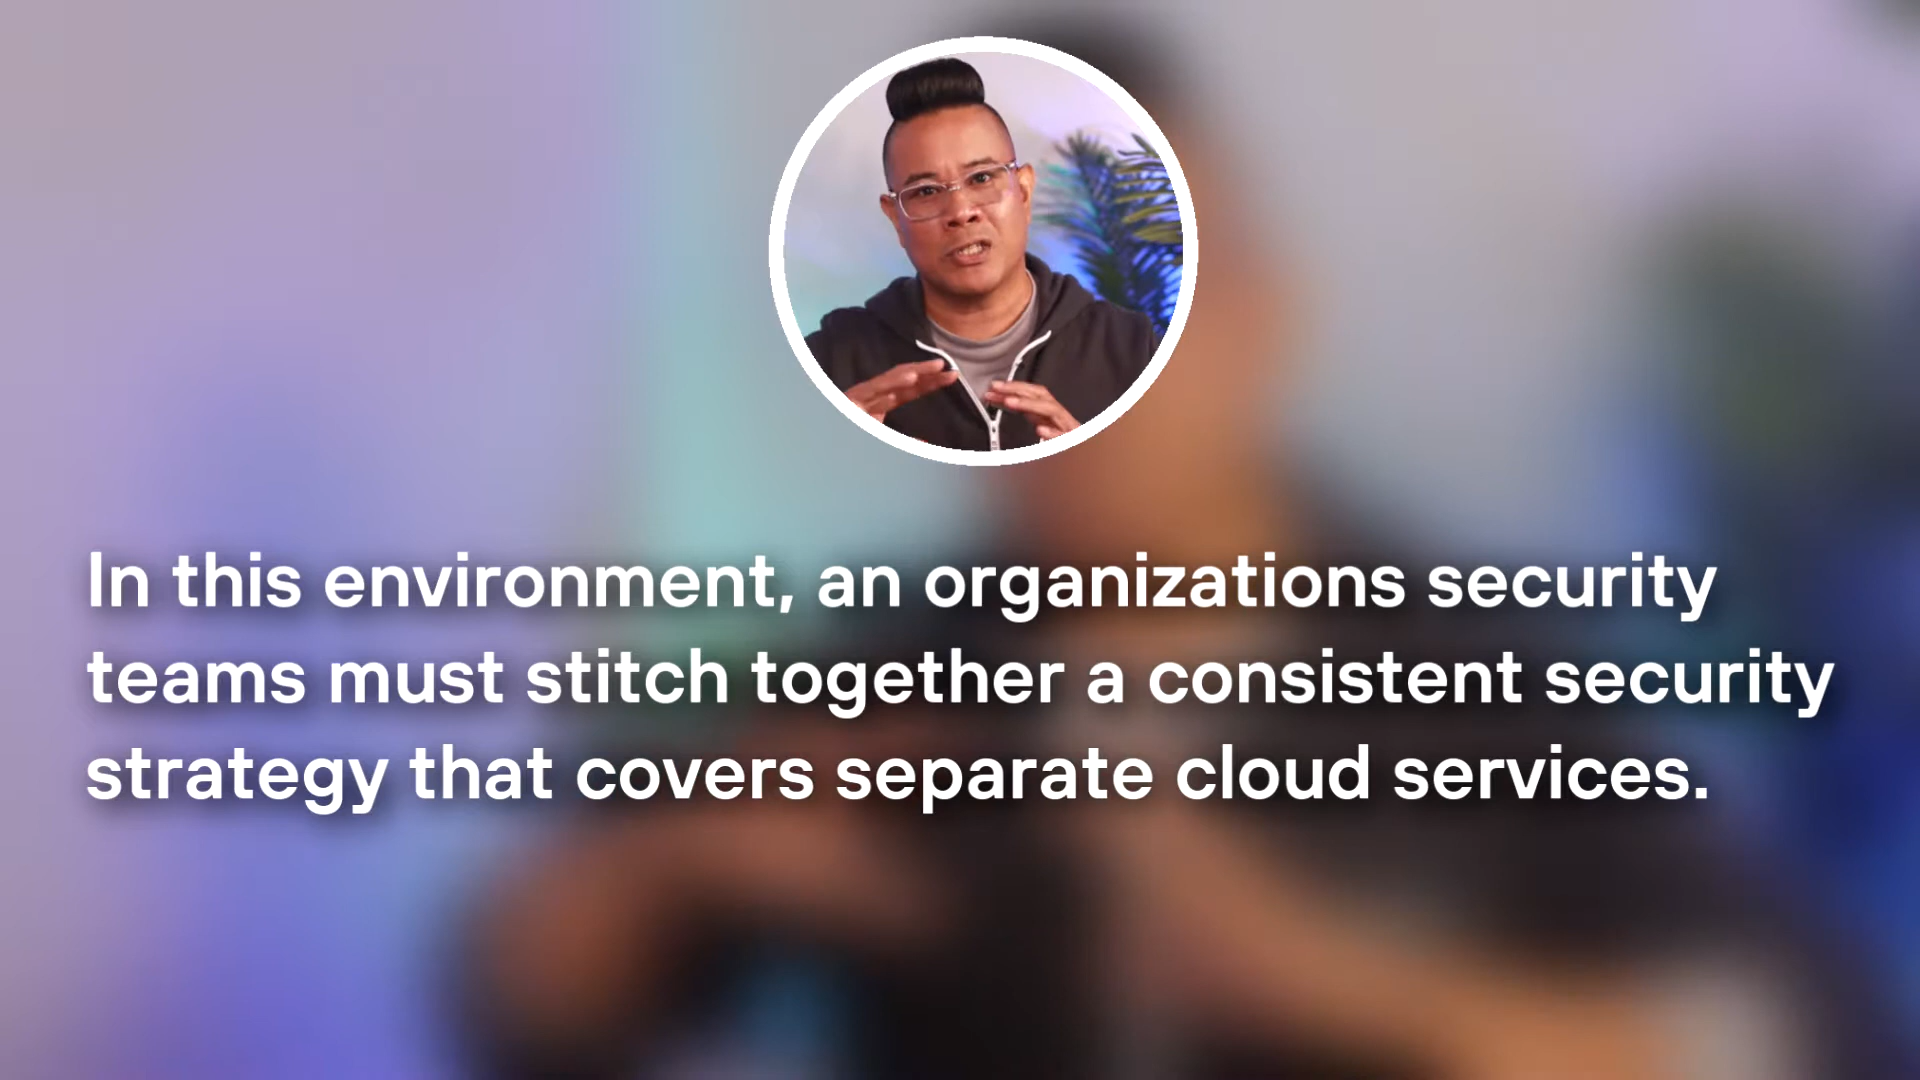 In this environment, an organizations security
teams must stitch together a consistent security
strategy that covers separate cloud services.